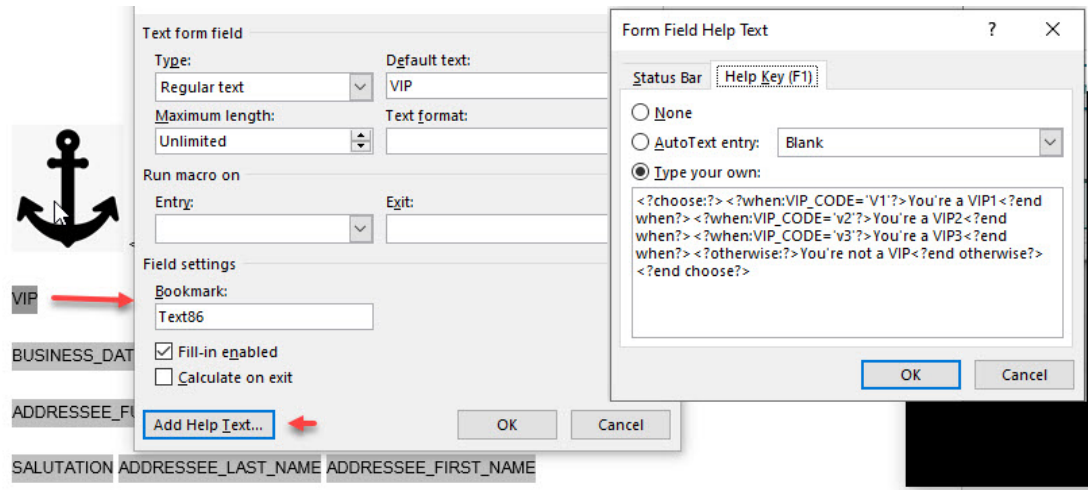 Text form field
Type:
Default text:
Regular text
VIP
Maximum length:
Text format:
Unlimited
Run macro on
Entry:
Exit:
Field settings
Bookmark:
Text86
Fill-in enabled
Calculate on exit
Add Help Text...
OK
Cancel
Form Field Help Text
?
Status Bar
Help Key (F1)
None
AutoText entry:
Blank
Type your own:
<?choose:?> <?when:VIP_CODE='V1'?>You're a VIP1<?end
when?> <?when:VIP_CODE='v2'?>You're a VIP2<?end
when?> <?when:VIP_CODE='v3'?>You're a VIP3<?end
when?> <?otherwise:?>You're not a VIP<?end otherwise?>
<?end choose?>
OK
Cancel
<
VIP
BUSINESS_DAT
ADDRESSEE_FU
SALUTATION ADDRESSEE_LAST_NAME ADDRESSEE_FIRST_NAME